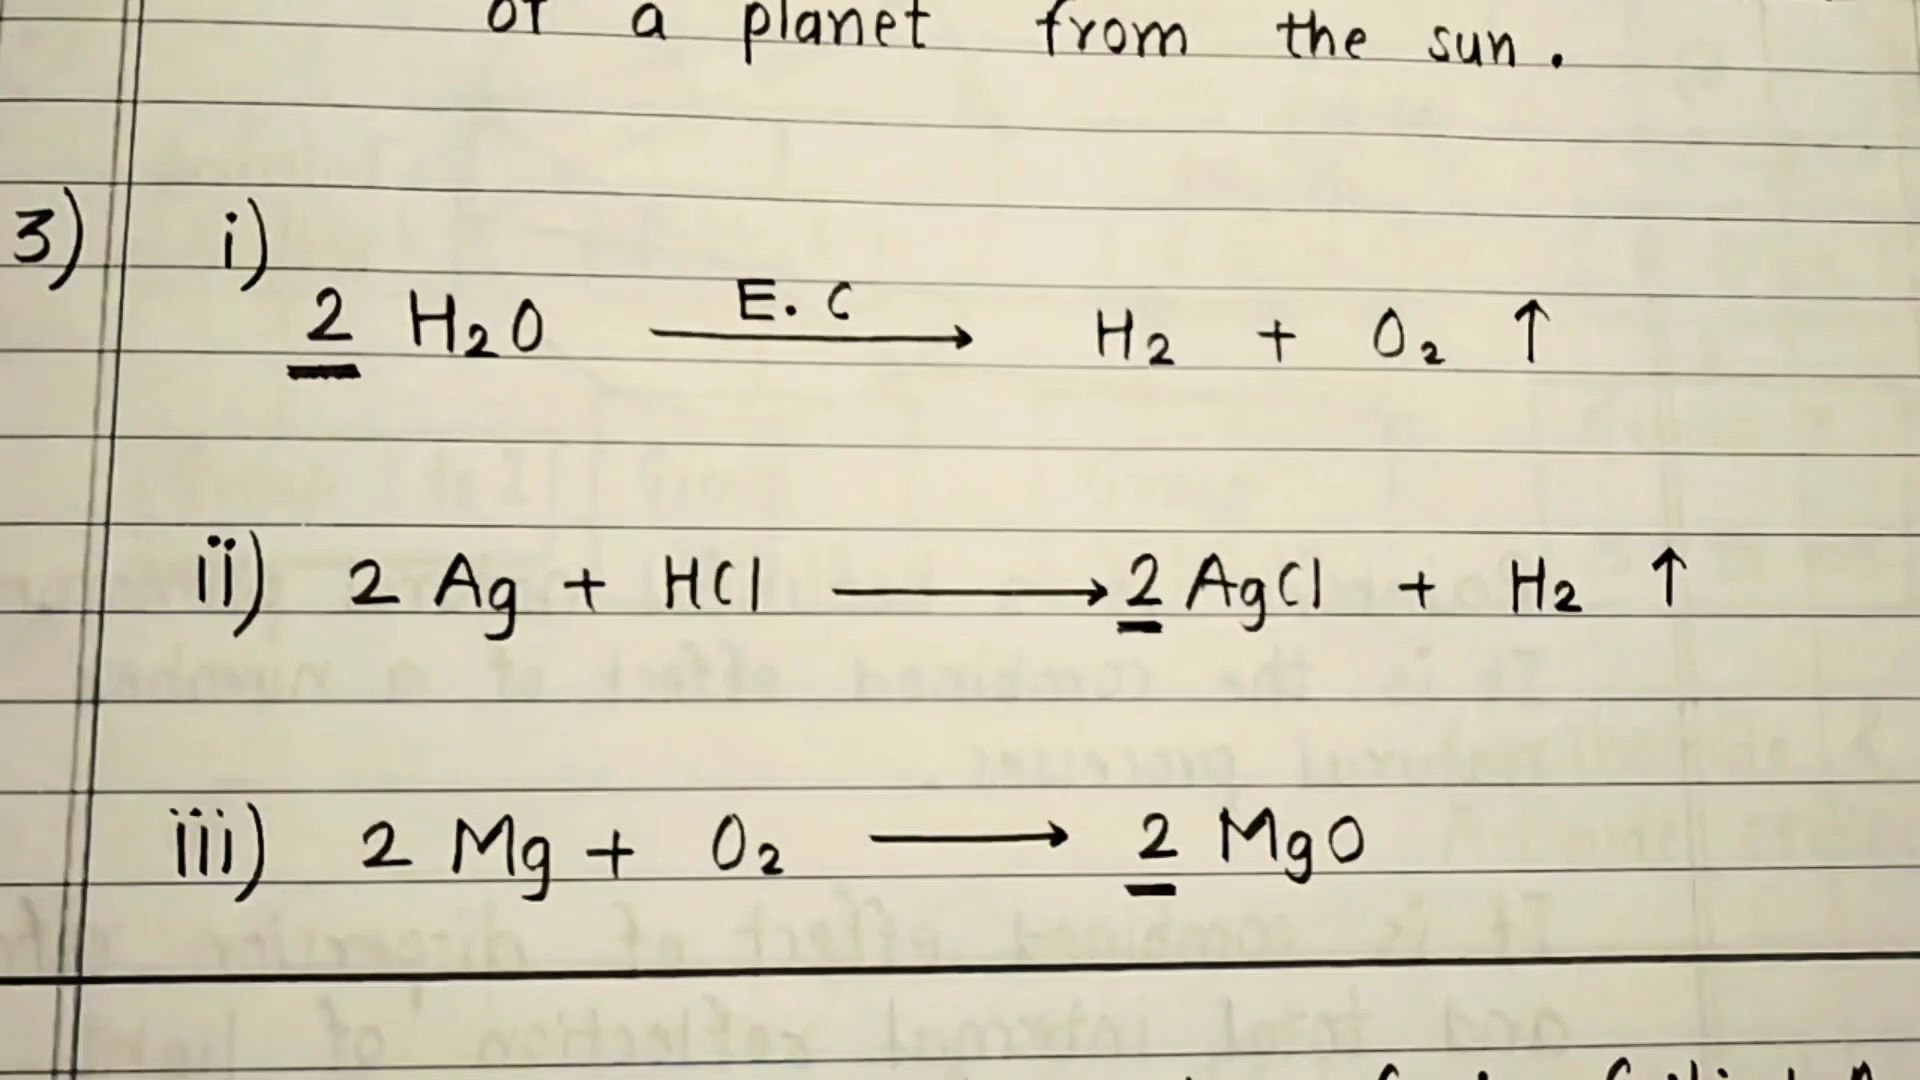 of a planet from the sun.
3) i)
2 H₂O —E.C→ H₂ + O₂ ↑
ii) 2 Ag + HCl ⟶ 2 AgCl + H₂ ↑
iii) 2 Mg + O₂ ⟶ 2 MgO